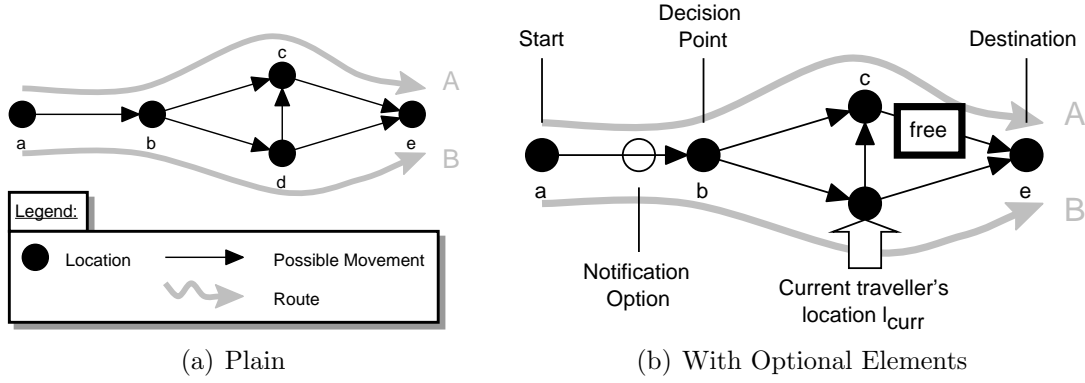 c
A
a
b
e
B
d
Legend:
Location
Possible Movement
Route
(a) Plain
Decision
Start
Point
Destination
c
A
free
a
b
e
B
Notification
Option
Current traveller's
location lcurr
(b) With Optional Elements